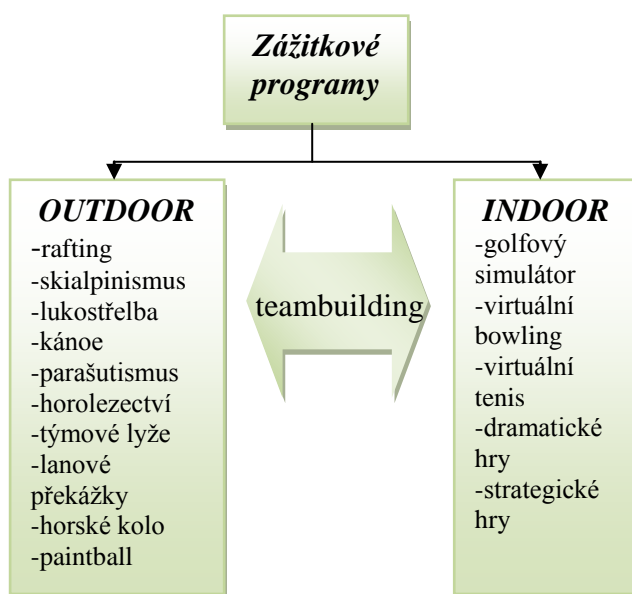 Zážitkové
programy
OUTDOOR
-rafting
-skialpinismus
-lukostřelba
-kánoe
-parašutismus
-horolezectví
-týmové lyže
-lanové
překážky
-horské kolo
-paintball
teambuilding
INDOOR
-golfový
simulátor
-virtuální
bowling
-virtuální
tenis
-dramatické
hry
-strategické
hry